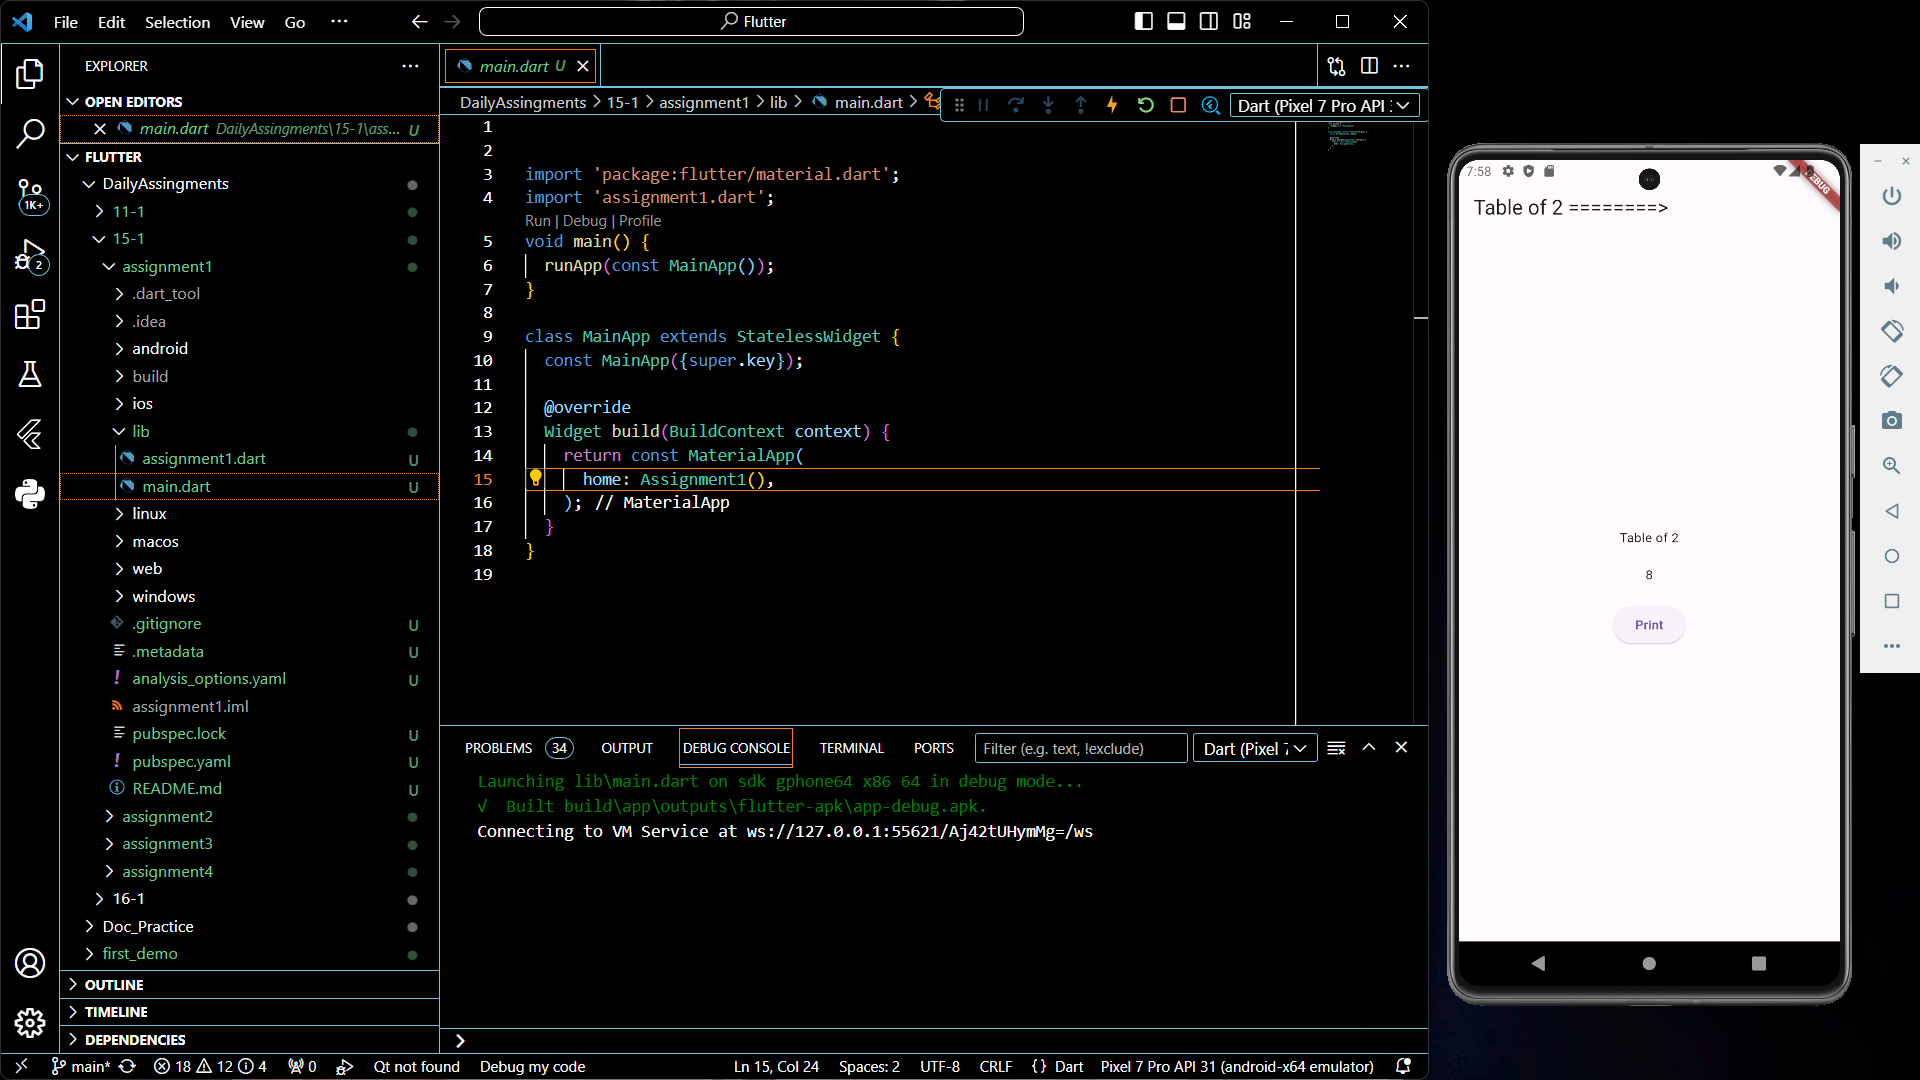 File Edit Selection View Go ···
Flutter
EXPLORER
OPEN EDITORS
main.dart DailyAssingments\15-1\ass... U
FLUTTER
DailyAssingments
11-1
15-1
assignment1
.dart_tool
.idea
android
build
ios
lib
assignment1.dart U
main.dart U
linux
macos
web
windows
.gitignore U
.metadata U
analysis_options.yaml U
assignment1.iml
pubspec.lock U
pubspec.yaml U
README.md U
assignment2
assignment3
assignment4
16-1
Doc_Practice
first_demo
OUTLINE
TIMELINE
DEPENDENCIES
1K+
2
main.dart U
DailyAssingments > 15-1 > assignment1 > lib > main.dart >
Dart (Pixel 7 Pro API :
1
2
3 import 'package:flutter/material.dart';
4 import 'assignment1.dart';
Run | Debug | Profile
5 void main() {
6 runApp(const MainApp());
7 }
8
9 class MainApp extends StatelessWidget {
10 const MainApp({super.key});
11
12 @override
13 Widget build(BuildContext context) {
14 return const MaterialApp(
15 home: Assignment1(),
16 ); // MaterialApp
17 }
18 }
19
PROBLEMS 34 OUTPUT DEBUG CONSOLE TERMINAL PORTS
Filter (e.g. text, !exclude)
Dart (Pixel 7
Launching lib\main.dart on sdk gphone64 x86 64 in debug mode...
√ Built build\app\outputs\flutter-apk\app-debug.apk.
Connecting to VM Service at ws://127.0.0.1:55621/Aj42tUHymMg=/ws
main* 18 12 4 0 Qt not found Debug my code
Ln 15, Col 24 Spaces: 2 UTF-8 CRLF {} Dart Pixel 7 Pro API 31 (android-x64 emulator)
7:58
DEBUG
Table of 2 ========>
Table of 2
8
Print